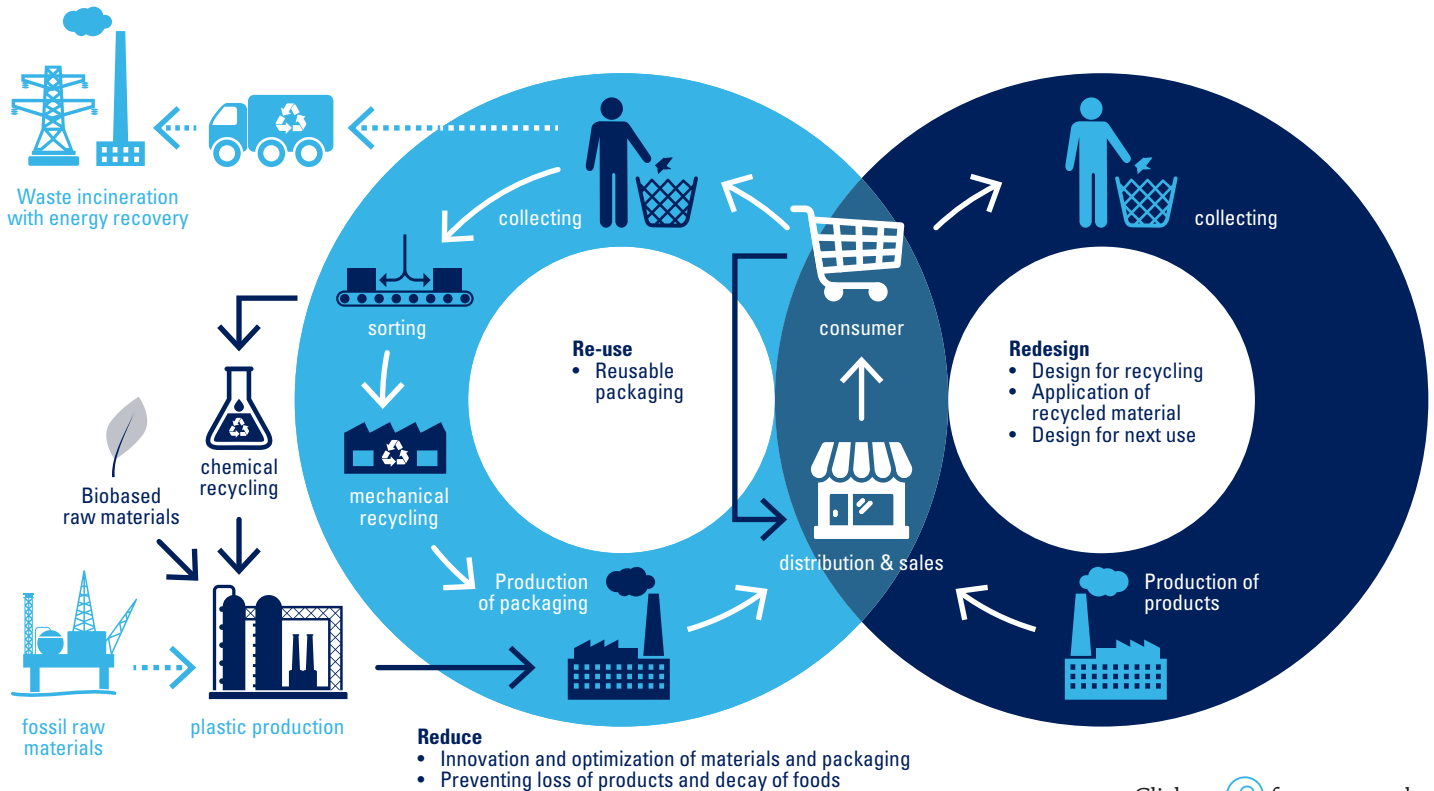 Waste incineration
with energy recovery
collecting
collecting
sorting
consumer
Re-use
• Reusable
packaging
Redesign
• Design for recycling
• Application of
recycled material
• Design for next use
chemical
recycling
Biobased
raw materials
mechanical
recycling
distribution & sales
Production
of packaging
Production of
products
fossil raw
materials
plastic production
Reduce
• Innovation and optimization of materials and packaging
• Preventing loss of products and decay of foods